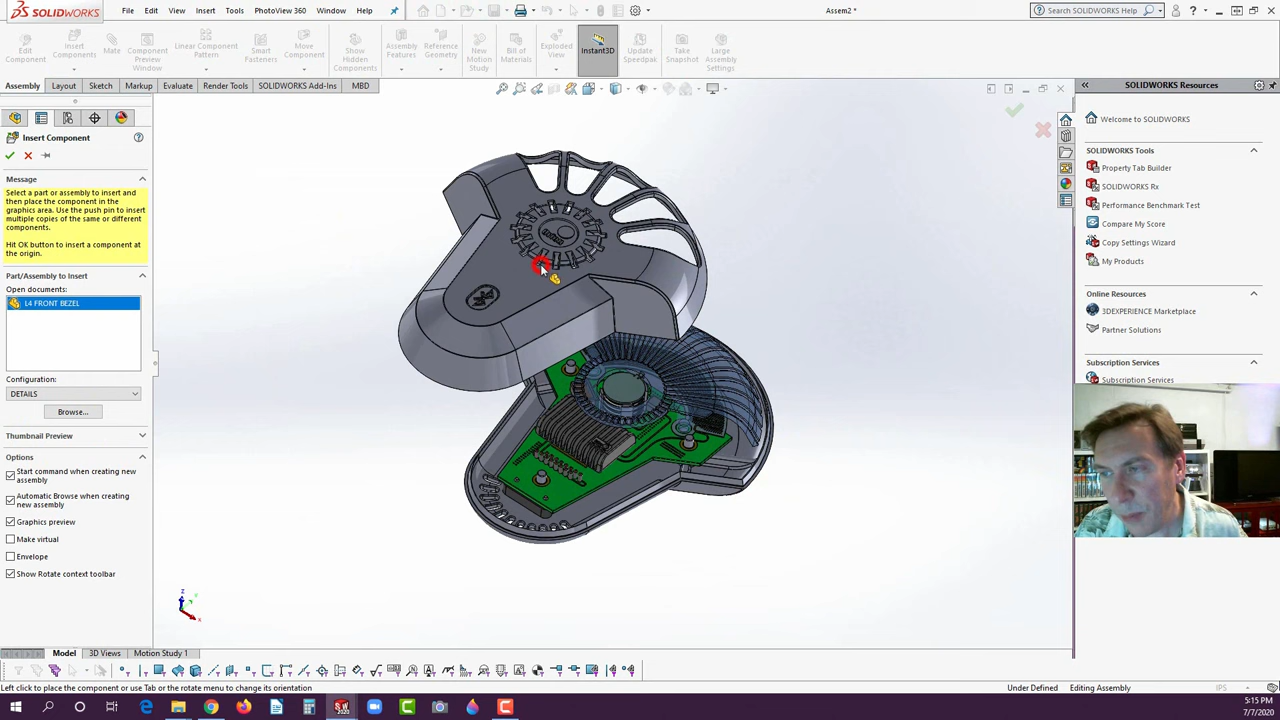 SOLIDWORKS
File
Edit
View
Insert
Tools
PhotoView 360
Window
Help
Assem2 *
Search SOLIDWORKS Help
Edit
Component
Insert
Components
Mate
Component
Preview
Window
Linear Component
Pattern
Smart
Fasteners
Move
Component
Show
Hidden
Components
Assembly
Features
Reference
Geometry
New
Motion
Study
Bill of
Materials
Exploded
View
Instant3D
Update
Speedpak
Take
Snapshot
Large
Assembly
Settings
Assembly
Layout
Sketch
Markup
Evaluate
Render Tools
SOLIDWORKS Add-Ins
MBD
Insert Component
Message
Select a part or assembly to insert and
then place the component in the
graphics area. Use the push pin to insert
multiple copies of the same or different
components.
Hit OK button to insert a component at
the origin.
Part/Assembly to Insert
Open documents:
L4 FRONT BEZEL
Configuration:
DETAILS
Browse...
Thumbnail Preview
Options
Start command when creating new
assembly
Automatic Browse when creating
new assembly
Graphics preview
Make virtual
Envelope
Show Rotate context toolbar
SOLIDWORKS Resources
Welcome to SOLIDWORKS
SOLIDWORKS Tools
Property Tab Builder
SOLIDWORKS Rx
Performance Benchmark Test
Compare My Score
Copy Settings Wizard
My Products
Online Resources
3DEXPERIENCE Marketplace
Partner Solutions
Subscription Services
Subscription Services
z
x
Model
3D Views
Motion Study 1
Left click to place the component or use Tab or the rotate menu to change its orientation
Under Defined
Editing Assembly
IPS
5:15 PM
7/7/2020